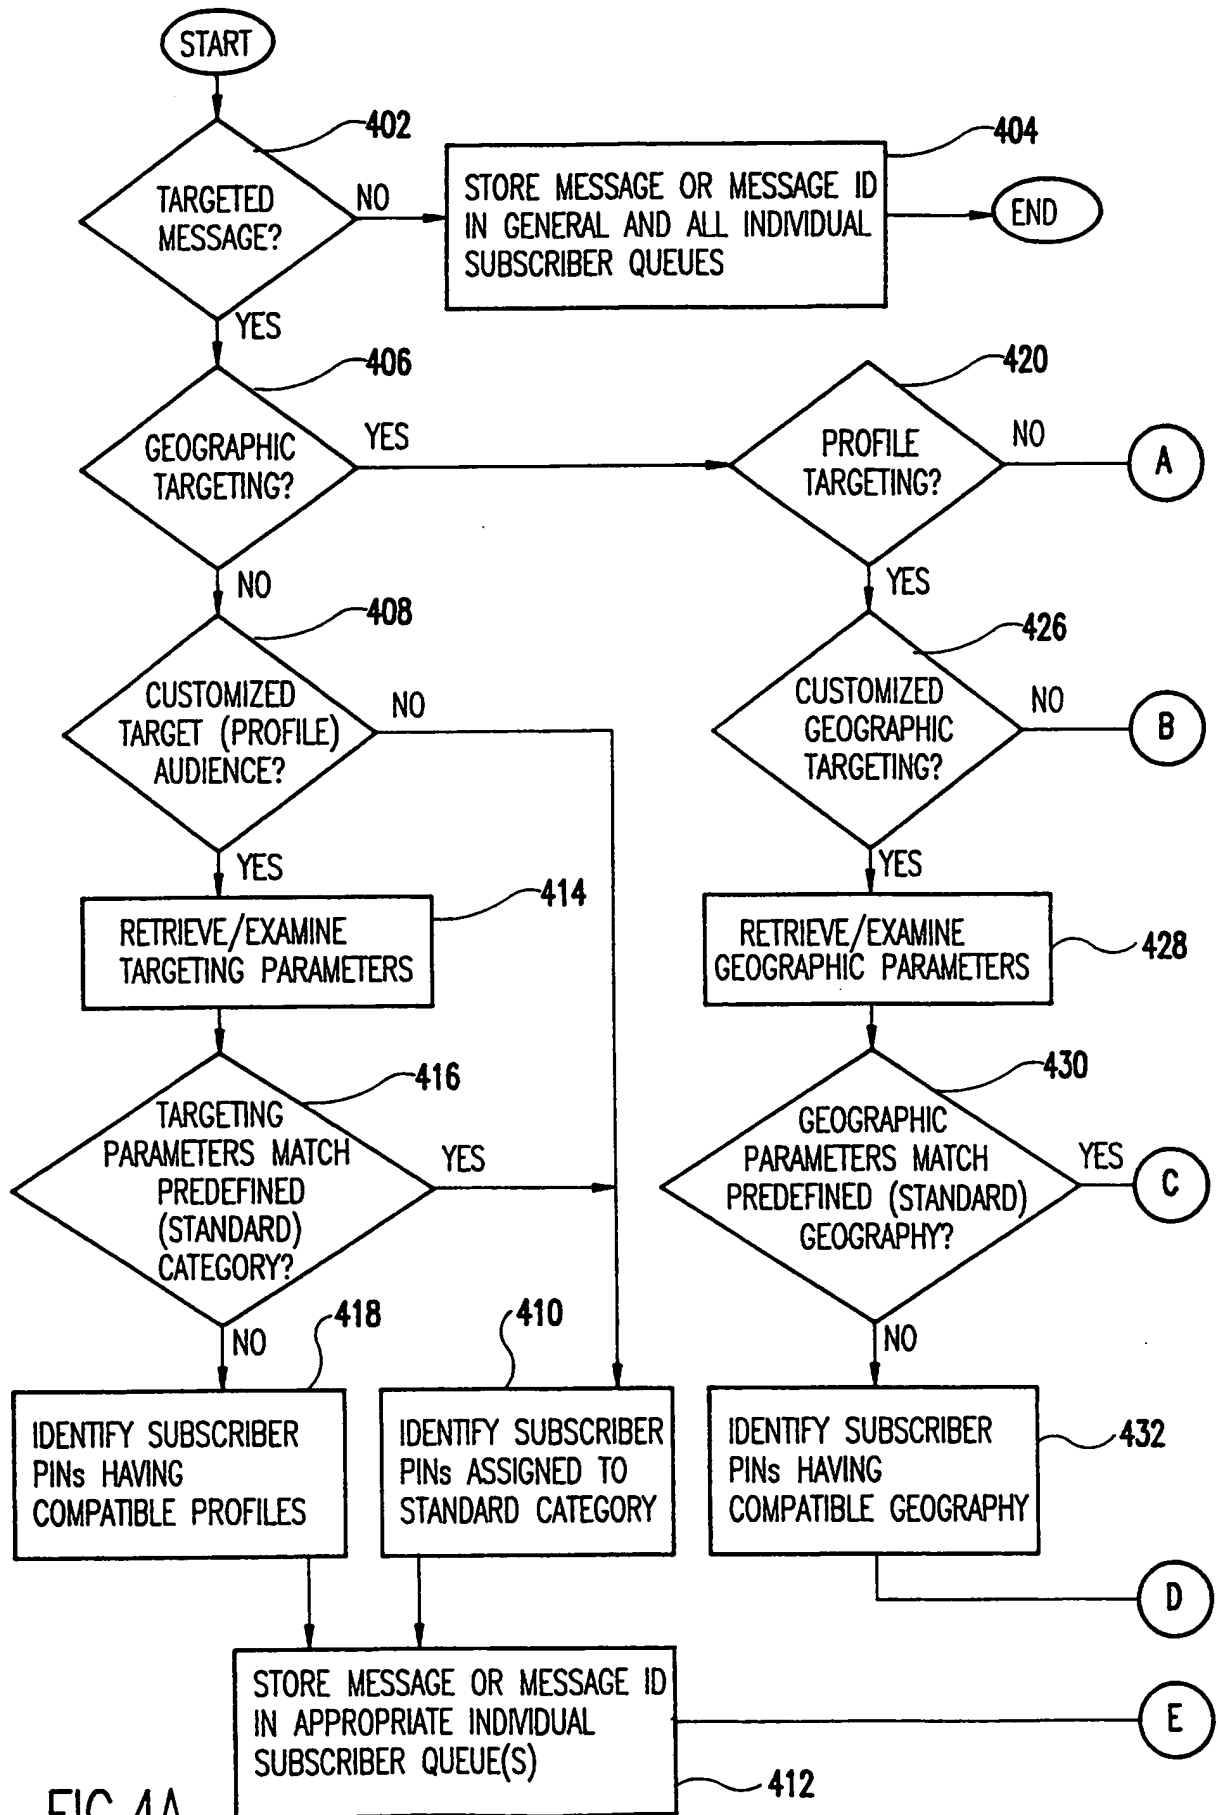 START
402
TARGETED
MESSAGE?
NO
404
STORE MESSAGE OR MESSAGE ID
IN GENERAL AND ALL INDIVIDUAL
SUBSCRIBER QUEUES
END
YES
406
GEOGRAPHIC
TARGETING?
YES
420
PROFILE
TARGETING?
NO
A
NO
YES
408
CUSTOMIZED
TARGET (PROFILE)
AUDIENCE?
NO
426
CUSTOMIZED
GEOGRAPHIC
TARGETING?
NO
B
YES
YES
414
RETRIEVE/EXAMINE
TARGETING PARAMETERS
RETRIEVE/EXAMINE
GEOGRAPHIC PARAMETERS
428
416
TARGETING
PARAMETERS MATCH
PREDEFINED
(STANDARD)
CATEGORY?
YES
430
GEOGRAPHIC
PARAMETERS MATCH
PREDEFINED (STANDARD)
GEOGRAPHY?
YES
C
NO
418
410
NO
IDENTIFY SUBSCRIBER
PINs HAVING
COMPATIBLE PROFILES
IDENTIFY SUBSCRIBER
PINs ASSIGNED TO
STANDARD CATEGORY
IDENTIFY SUBSCRIBER
PINs HAVING
COMPATIBLE GEOGRAPHY
432
D
STORE MESSAGE OR MESSAGE ID
IN APPROPRIATE INDIVIDUAL
SUBSCRIBER QUEUE(S)
E
412
FIG.4A